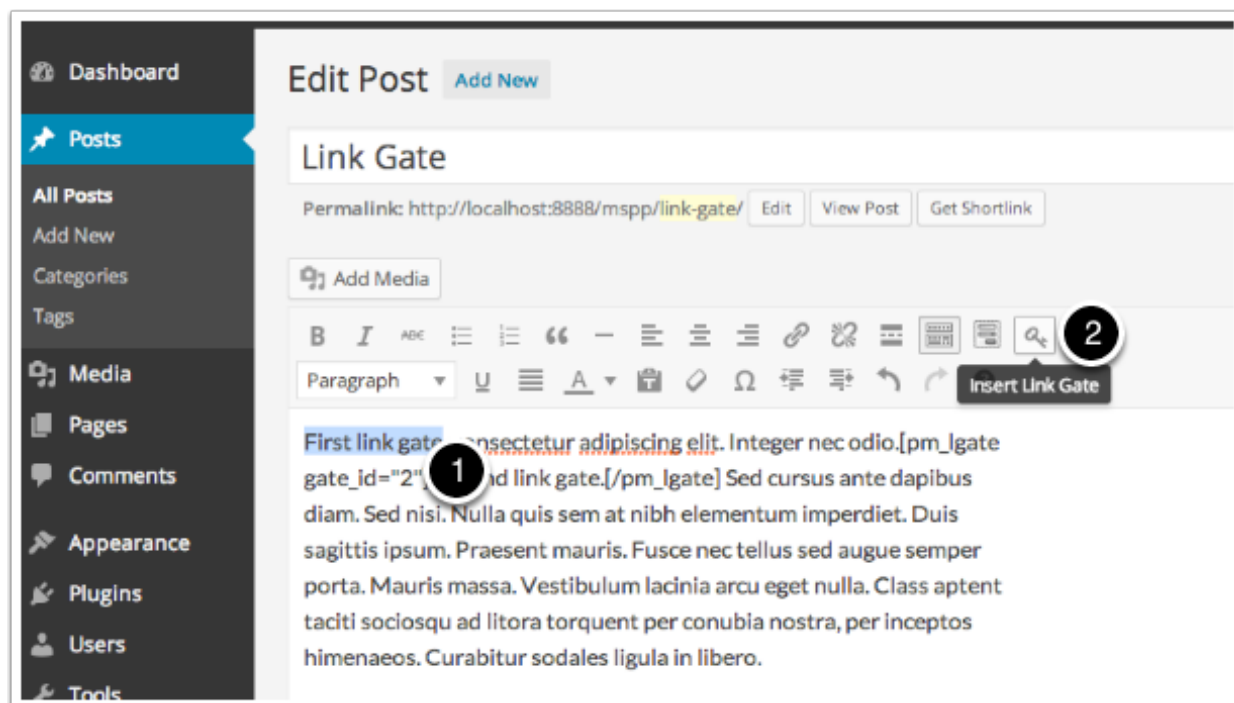 Dashboard
Posts
All Posts
Add New
Categories
Tags
Media
Pages
Comments
Appearance
Plugins
Users
Tools
Edit Post Add New
Link Gate
Permalink: http://localhost:8888/mspp/link-gate/ Edit View Post Get Shortlink
Add Media
B I ABC 2
Paragraph U A Ω
Insert Link Gate
First link gate consectetur adipiscing elit. Integer nec odio.[pm_lgate
gate_id="2" 1 link gate.[/pm_lgate] Sed cursus ante dapibus
diam. Sed nisi. Nulla quis sem at nibh elementum imperdiet. Duis
sagittis ipsum. Praesent mauris. Fusce nec tellus sed augue semper
porta. Mauris massa. Vestibulum lacinia arcu eget nulla. Class aptent
taciti sociosqu ad litora torquent per conubia nostra, per inceptos
himenaeos. Curabitur sodales ligula in libero.